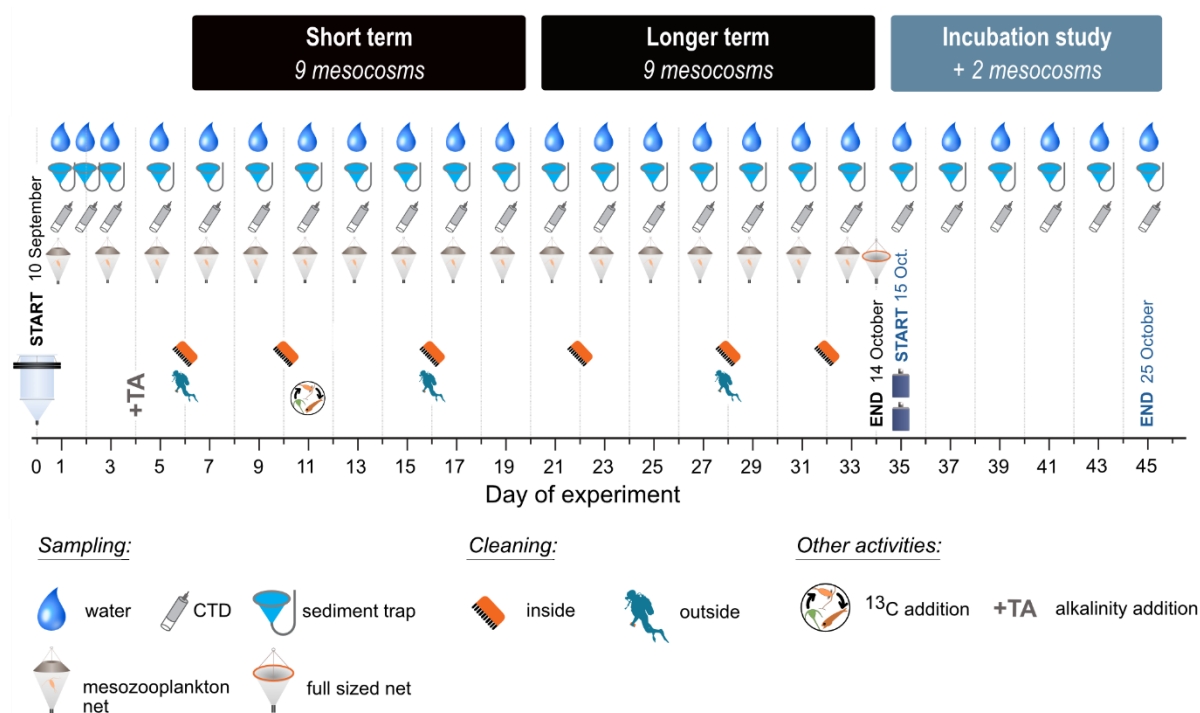 Short term
9 mesocosms
Longer term
9 mesocosms
Incubation study
+ 2 mesocosms
START 10 September
+TA
END 14 October
START 15 Oct.
END 25 October
0 1 3 5 7 9 11 13 15 17 19 21 23 25 27 29 31 33 35 37 39 41 43 45
Day of experiment
Sampling:
water
CTD
sediment trap
mesozooplankton
net
full sized net
Cleaning:
inside
outside
Other activities:
¹³C addition
+TA alkalinity addition